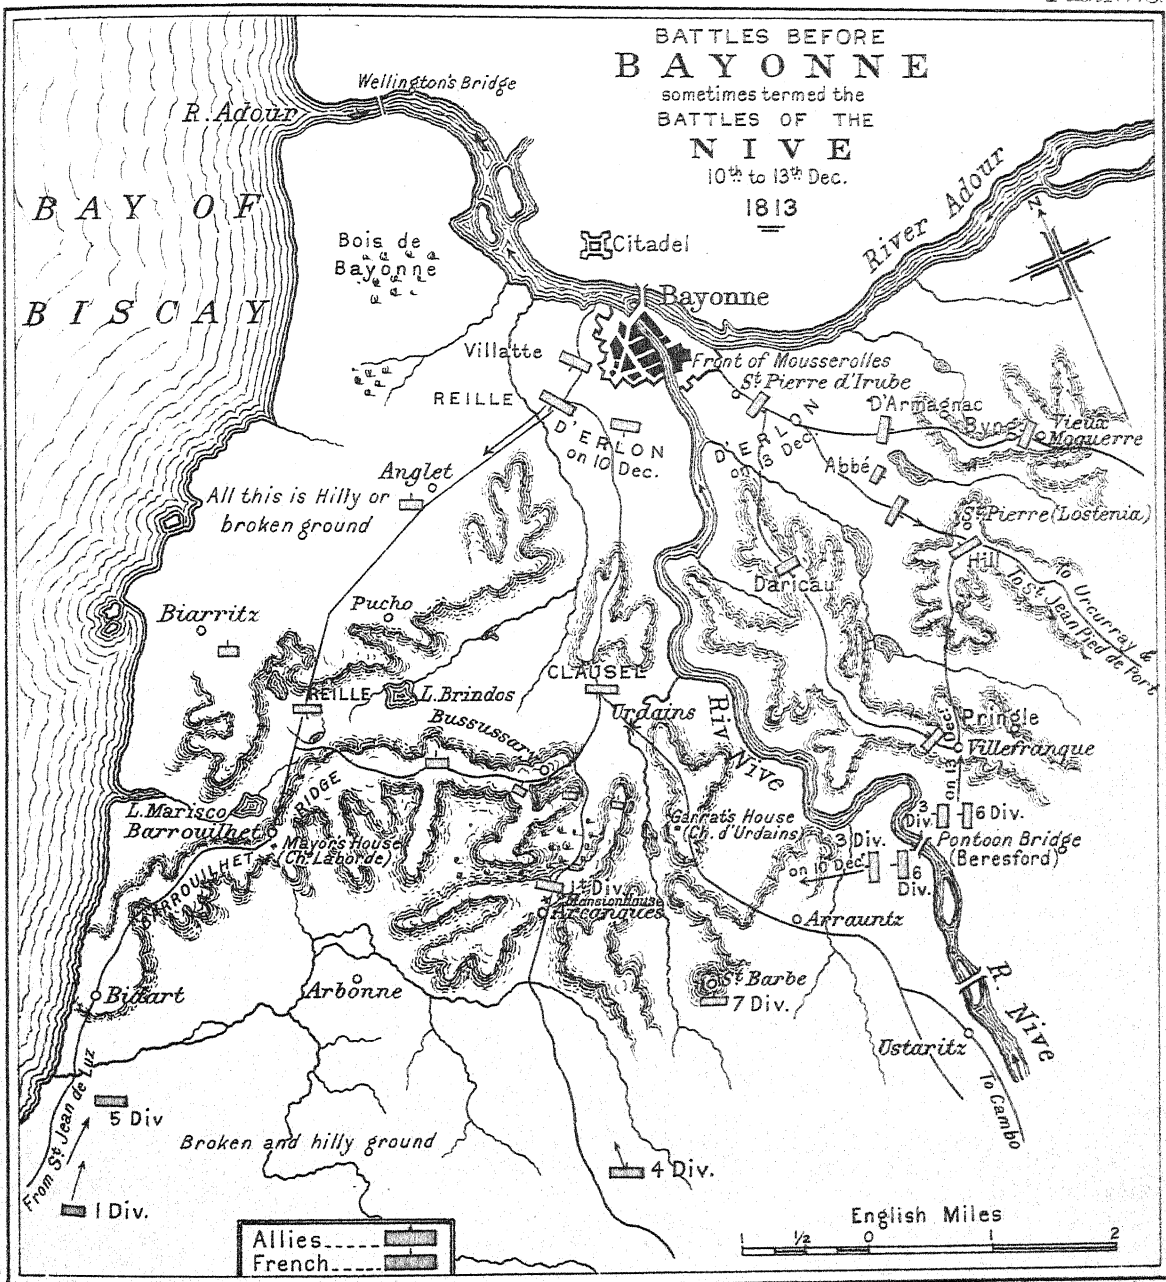 BATTLES BEFORE
BAYONNE
sometimes termed the
BATTLES OF THE
NIVE
10th to 13th Dec.
1813
Wellington's Bridge
R. Adour
BAY OF
BISCAY
River Adour
N
Bois de
Bayonne
Citadel
Bayonne
Villatte
Front of Mousserolles
St Pierre d'Irube
REILLE
D'ERLON
on 10 Dec.
D'ERLON
on 13 Dec.
D'Armagnac
Byng
Vieux
Moguerre
Anglet
Abbé
All this is Hilly or
broken ground
St Pierre (Lostenia)
Hill
Daricau
To Urcurray &
To St Jean Pied de Port
Biarritz
Pucho
CLAUSEL
REILLE
L. Brindos
Urdains
Riv. Nive
Bussussary
Pringle
Villefranque
on 13 Dec.
L. Marisco
Barrouilhet
RIDGE
BARROUILHET
Mayor's House
(Ch. Laborde)
Garrat's House
(Ch. d'Urdains)
3
Div.
6 Div.
Pontoon Bridge
(Beresford)
3 Div.
on 10 Dec.
6
Div.
1t Div.
Mansion House
Arcangues
Arrauntz
Bidart
Arbonne
St Barbe
7 Div.
R. Nive
Ustaritz
To Cambo
From St Jean de Luz
5 Div
Broken and hilly ground
4 Div.
1 Div.
Allies
French
English Miles
1 ½ 0 1 2